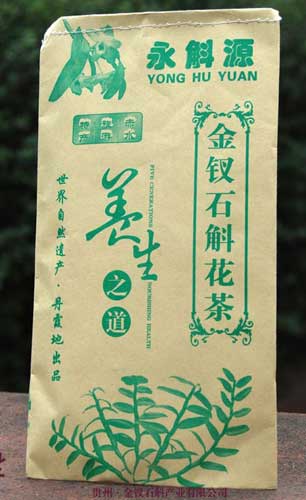 永斛源
YONG HU YUAN
金钗石斛花茶
养生
之道
FIVE GENERATIONS NOURISHING HEALTH
世界自然遗产·丹霞地出品
贵州·金钗石斛产业有限公司